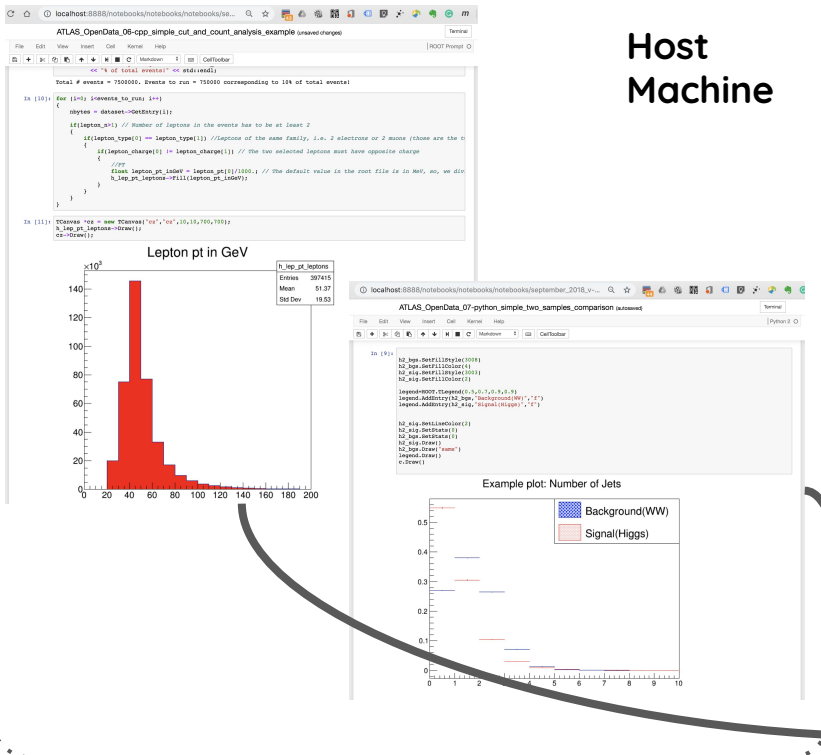 Host
Machine
localhost:8888/notebooks/notebooks/notebooks/se...
ATLAS_OpenData_06-cpp_simple_cut_and_count_analysis_example (unsaved changes)
Terminal
File Edit View Insert Cell Kernel Help
ROOT Prompt
Markdown CellToolbar
<< "% of total events!" << std::endl;
Total # events = 7500000. Events to run = 750000 corresponding to 10% of total events!
In [10]: for (i=0; i<events_to_run; i++)
{
nbytes = dataset->GetEntry(i);
if(lepton_n>1) // Number of leptons in the events has to be at least 2
{
if(lepton_type[0] == lepton_type[1]) //Leptons of the same family, i.e. 2 electrons or 2 muons (those are the t
{
if(lepton_charge[0] != lepton_charge[1]) // The two selected leptons must have opposite charge
{
//PT
float lepton_pt_inGeV = lepton_pt[0]/1000.; // The default value in the root file is in MeV, so, we div
h_lep_pt_leptons->Fill(lepton_pt_inGeV);
}
}
}
}
In [11]: TCanvas *cz = new TCanvas("cz","cz",10,10,700,700);
h_lep_pt_leptons->Draw();
cz->Draw();
Lepton pt in GeV
×10³
h_lep_pt_leptons
Entries 397415
Mean 51.37
Std Dev 19.53
140
120
100
80
60
40
20
0
0 20 40 60 80 100 120 140 160 180 200
localhost:8888/notebooks/notebooks/notebooks/september_2018_v-...
ATLAS_OpenData_07-python_simple_two_samples_comparison (autosaved)
Terminal
File Edit View Insert Cell Kernel Help
Python 2
Markdown CellToolbar
In [9]:
h2_bgs.SetFillStyle(3008)
h2_bgs.SetFillColor(4)
h2_sig.SetFillStyle(3003)
h2_sig.SetFillColor(2)
legend=ROOT.TLegend(0.5,0.7,0.9,0.9)
legend.AddEntry(h2_bgs,"Background(WW)","f")
legend.AddEntry(h2_sig,"Signal(Higgs)","f")
h2_sig.SetLineColor(2)
h2_sig.SetStats(0)
h2_bgs.SetStats(0)
h2_sig.Draw()
h2_bgs.Draw("same")
legend.Draw()
c.Draw()
Example plot: Number of Jets
Background(WW)
Signal(Higgs)
0.5
0.4
0.3
0.2
0.1
0
0 1 2 3 4 5 6 7 8 9 10